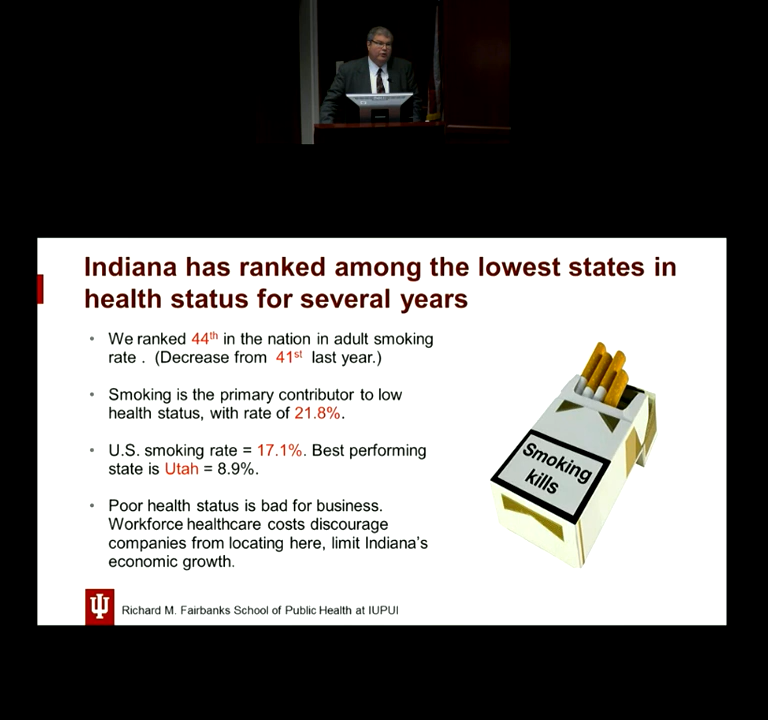 Indiana has ranked among the lowest states in
health status for several years
• We ranked 44th in the nation in adult smoking
rate . (Decrease from 41st last year.)
• Smoking is the primary contributor to low
health status, with rate of 21.8%.
• U.S. smoking rate = 17.1%. Best performing
state is Utah = 8.9%.
• Poor health status is bad for business.
Workforce healthcare costs discourage
companies from locating here, limit Indiana's
economic growth.
Smoking
kills
Richard M. Fairbanks School of Public Health at IUPUI